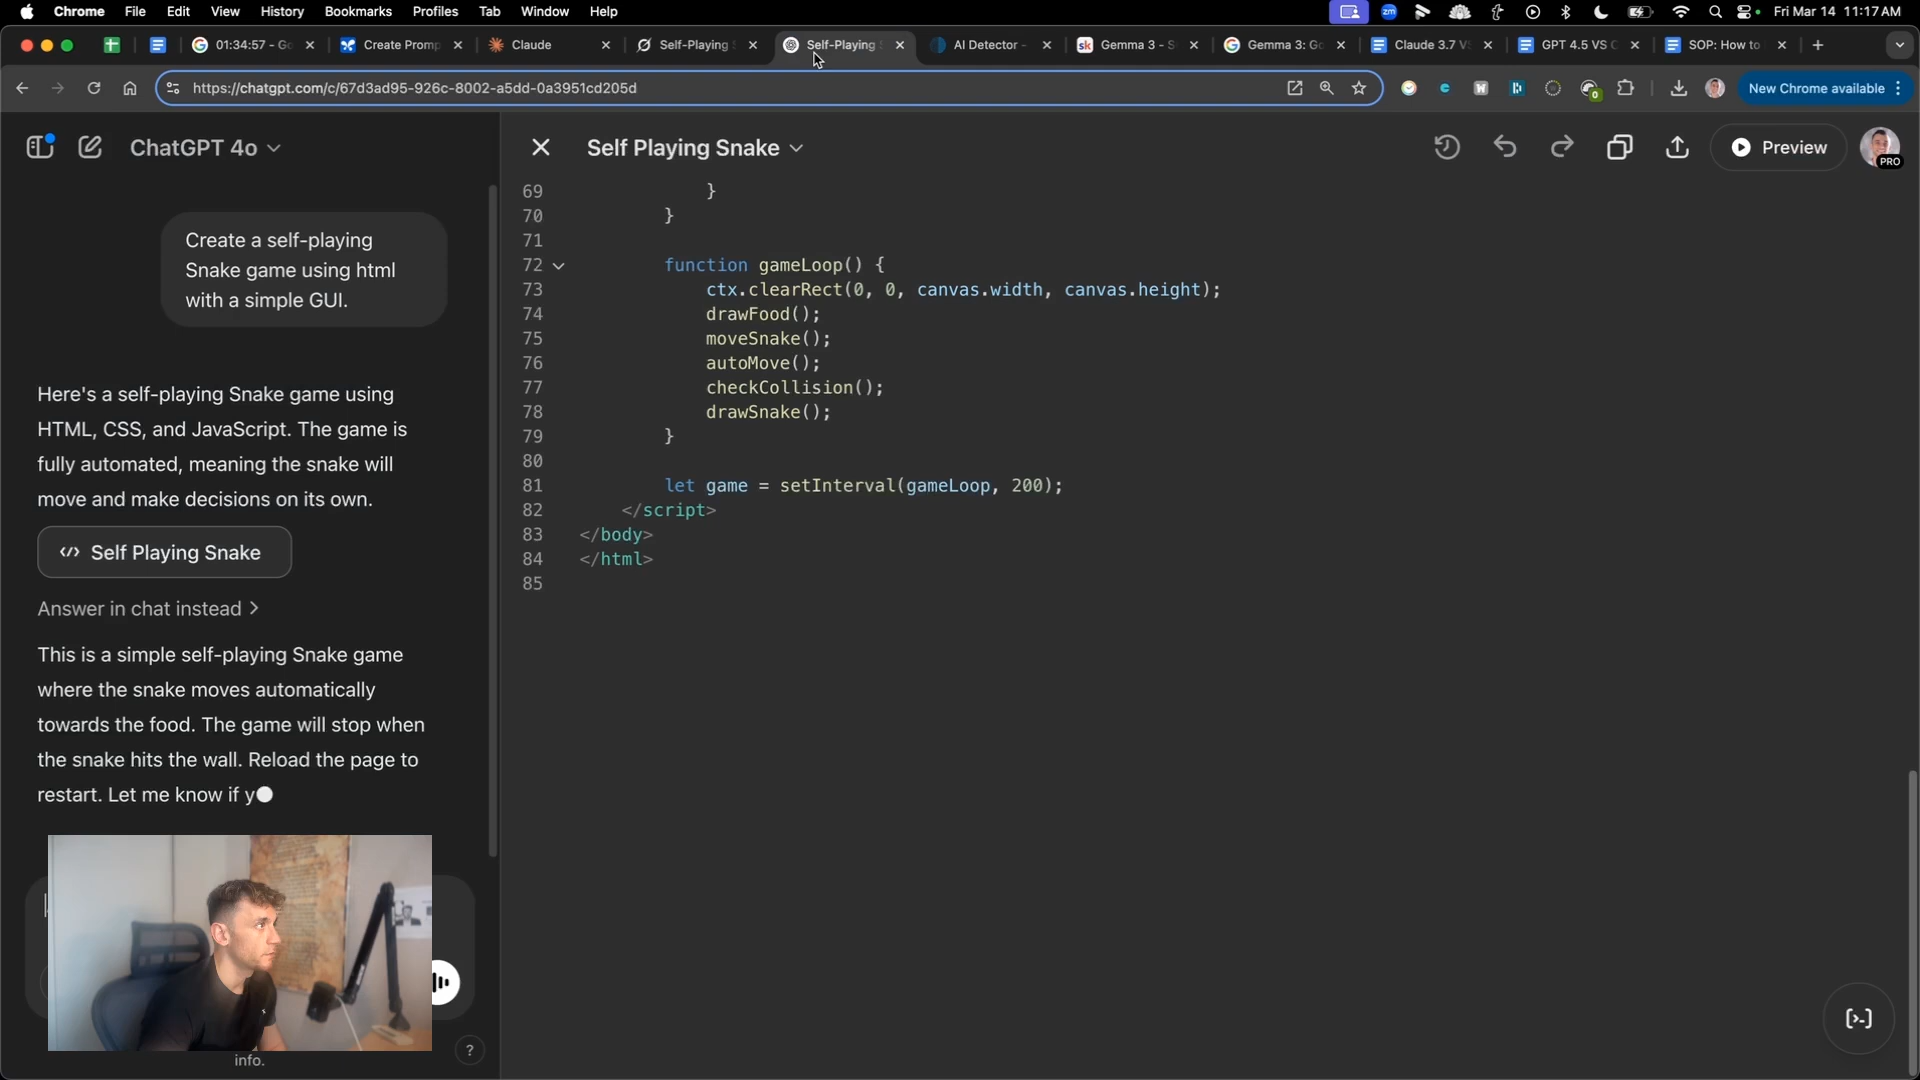 Chrome File Edit View History Bookmarks Profiles Tab Window Help
zm
Fri Mar 14 11:17 AM
01:34:57 - Go
Create Promp
Claude
Self-Playing S
Self-Playing S
AI Detector -
Gemma 3 - S
Gemma 3: Go
Claude 3.7 VS
GPT 4.5 VS C
SOP: How to
https://chatgpt.com/c/67d3ad95-926c-8002-a5dd-0a3951cd205d
New Chrome available
ChatGPT 4o
Self Playing Snake
Preview
PRO
Create a self-playing
Snake game using html
with a simple GUI.
Here's a self-playing Snake game using
HTML, CSS, and JavaScript. The game is
fully automated, meaning the snake will
move and make decisions on its own.
Self Playing Snake
Answer in chat instead >
This is a simple self-playing Snake game
where the snake moves automatically
towards the food. The game will stop when
the snake hits the wall. Reload the page to
restart. Let me know if y
info.
?
69 }
70 }
71
72 function gameLoop() {
73 ctx.clearRect(0, 0, canvas.width, canvas.height);
74 drawFood();
75 moveSnake();
76 autoMove();
77 checkCollision();
78 drawSnake();
79 }
80
81 let game = setInterval(gameLoop, 200);
82 </script>
83 </body>
84 </html>
85